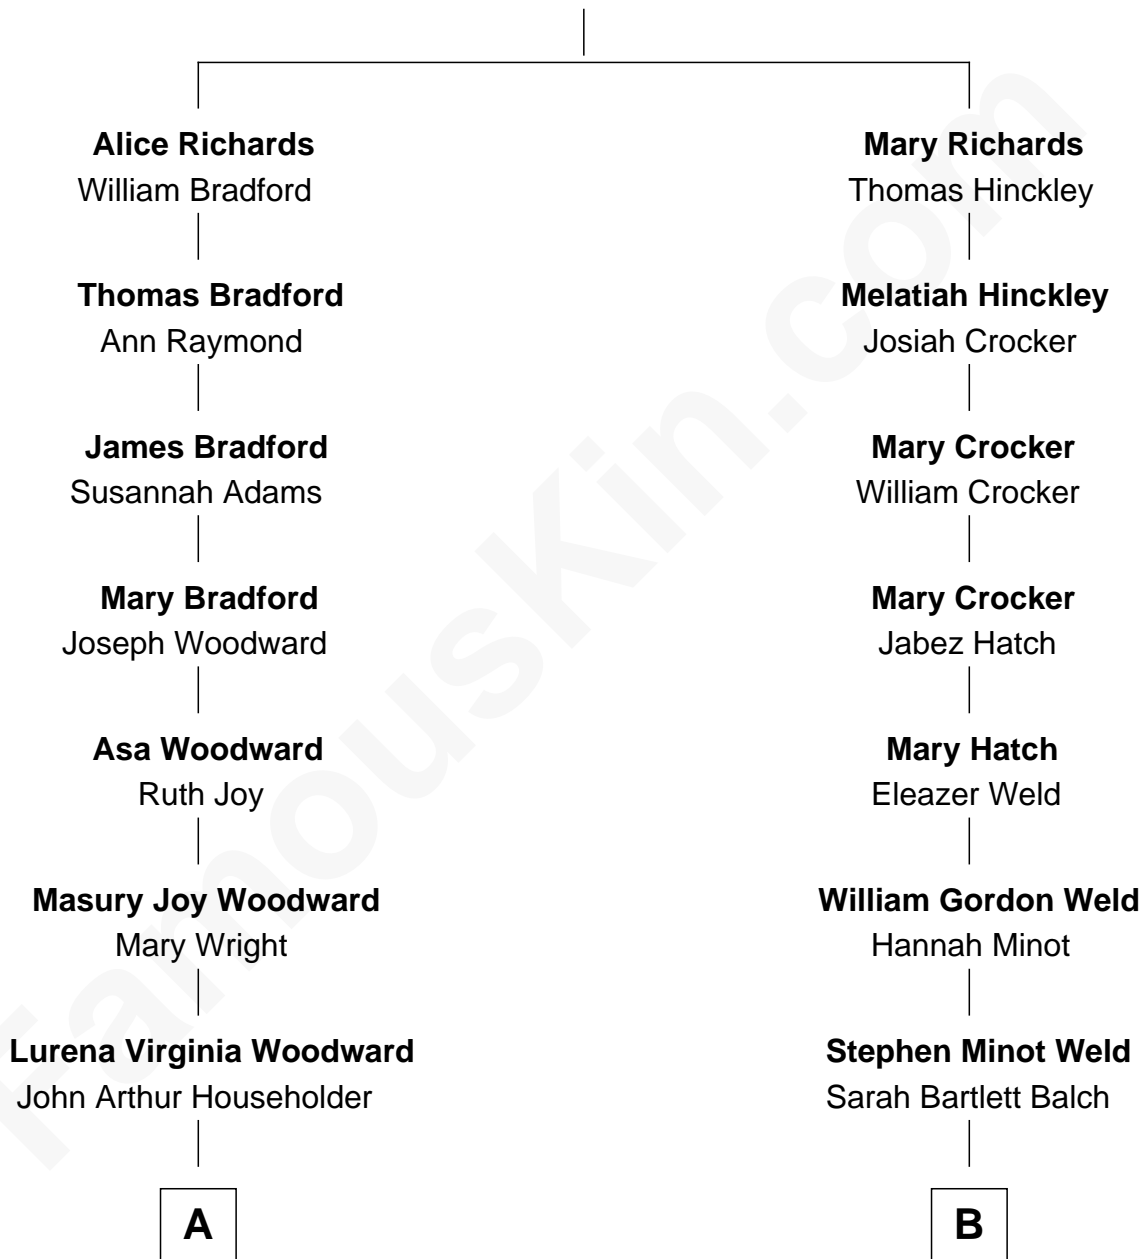 Alice Richards
William Bradford
Thomas Bradford
Ann Raymond
James Bradford
Susannah Adams
Mary Bradford
Joseph Woodward
Asa Woodward
Ruth Joy
Masury Joy Woodward
Mary Wright
Lurena Virginia Woodward
John Arthur Householder
A
Mary Richards
Thomas Hinckley
Melatiah Hinckley
Josiah Crocker
Mary Crocker
William Crocker
Mary Crocker
Jabez Hatch
Mary Hatch
Eleazer Weld
William Gordon Weld
Hannah Minot
Stephen Minot Weld
Sarah Bartlett Balch
B
FamousKin.com